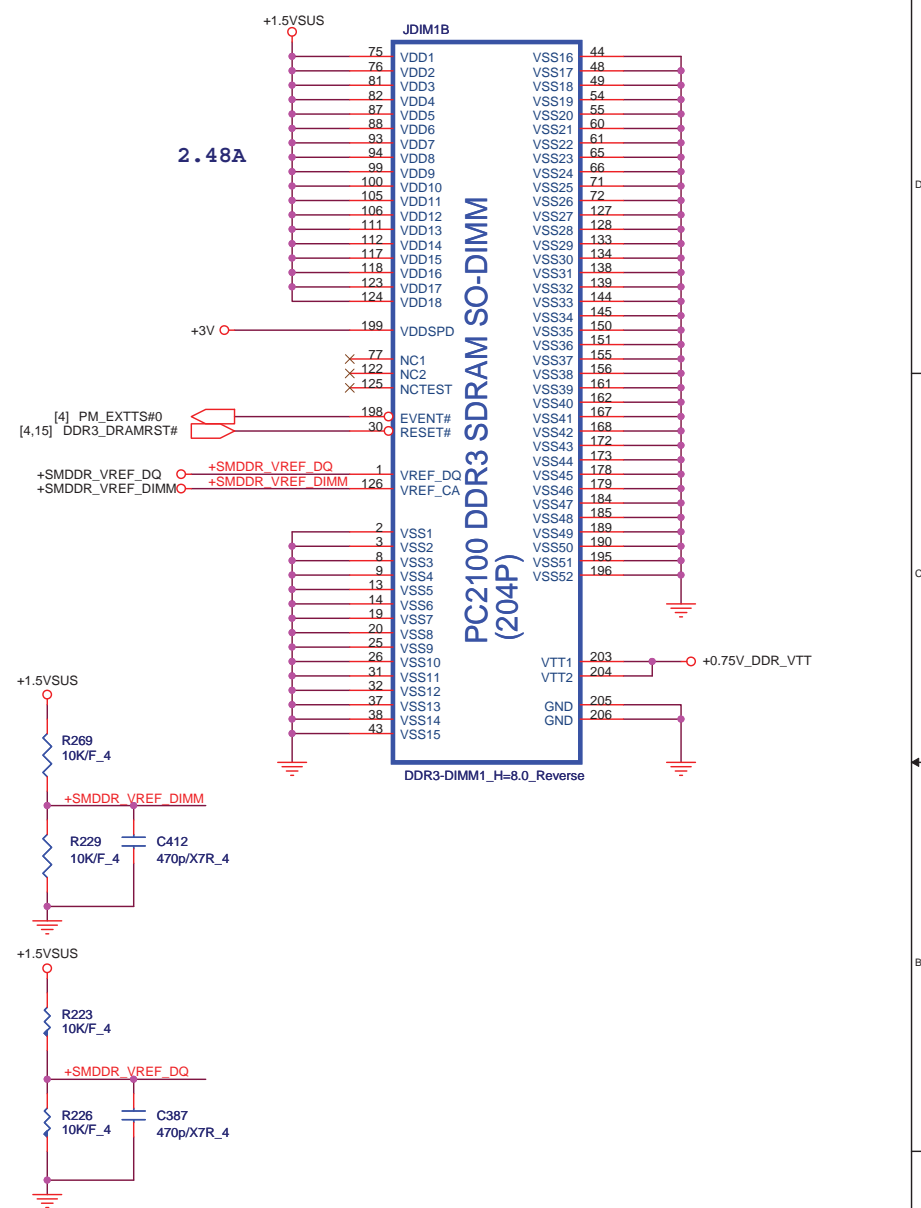 +1.5VSUS
JDIM1B
75 VDD1 VSS16 44
76 VDD2 VSS17 48
81 VDD3 VSS18 49
82 VDD4 VSS19 54
87 VDD5 VSS20 55
88 VDD6 VSS21 60
93 VDD7 VSS22 61
2.48A
94 VDD8 VSS23 65
99 VDD9 VSS24 66
100 VDD10 VSS25 71
105 VDD11 VSS26 72
106 VDD12 VSS27 127
111 VDD13 VSS28 128
112 VDD14 VSS29 133
117 VDD15 VSS30 134
118 VDD16 VSS31 138
123 VDD17 VSS32 139
124 VDD18 VSS33 144
VSS34 145
+3V 199 VDDSPD VSS35 150
VSS36 151
77 NC1 VSS37 155
122 NC2 VSS38 156
125 NCTEST VSS39 161
VSS40 162
[4] PM_EXTTS#0 198 EVENT# VSS41 167
[4,15] DDR3_DRAMRST# 30 RESET# VSS42 168
VSS43 172
VSS44 173
+SMDDR_VREF_DQ +SMDDR_VREF_DQ 1 VREF_DQ VSS45 178
+SMDDR_VREF_DIMM +SMDDR_VREF_DIMM 126 VREF_CA VSS46 179
VSS47 184
VSS48 185
2 VSS1 VSS49 189
3 VSS2 VSS50 190
8 VSS3 VSS51 195
9 VSS4 VSS52 196
13 VSS5
14 VSS6
19 VSS7
20 VSS8
25 VSS9
26 VSS10 VTT1 203 +0.75V_DDR_VTT
31 VSS11 VTT2 204
32 VSS12
37 VSS13 GND 205
38 VSS14 GND 206
43 VSS15
PC2100 DDR3 SDRAM SO-DIMM
(204P)
DDR3-DIMM1_H=8.0_Reverse
+1.5VSUS
R269
10K/F_4
+SMDDR_VREF_DIMM
R229
10K/F_4
C412
470p/X7R_4
+1.5VSUS
R223
10K/F_4
+SMDDR_VREF_DQ
R226
10K/F_4
C387
470p/X7R_4
D
C
B